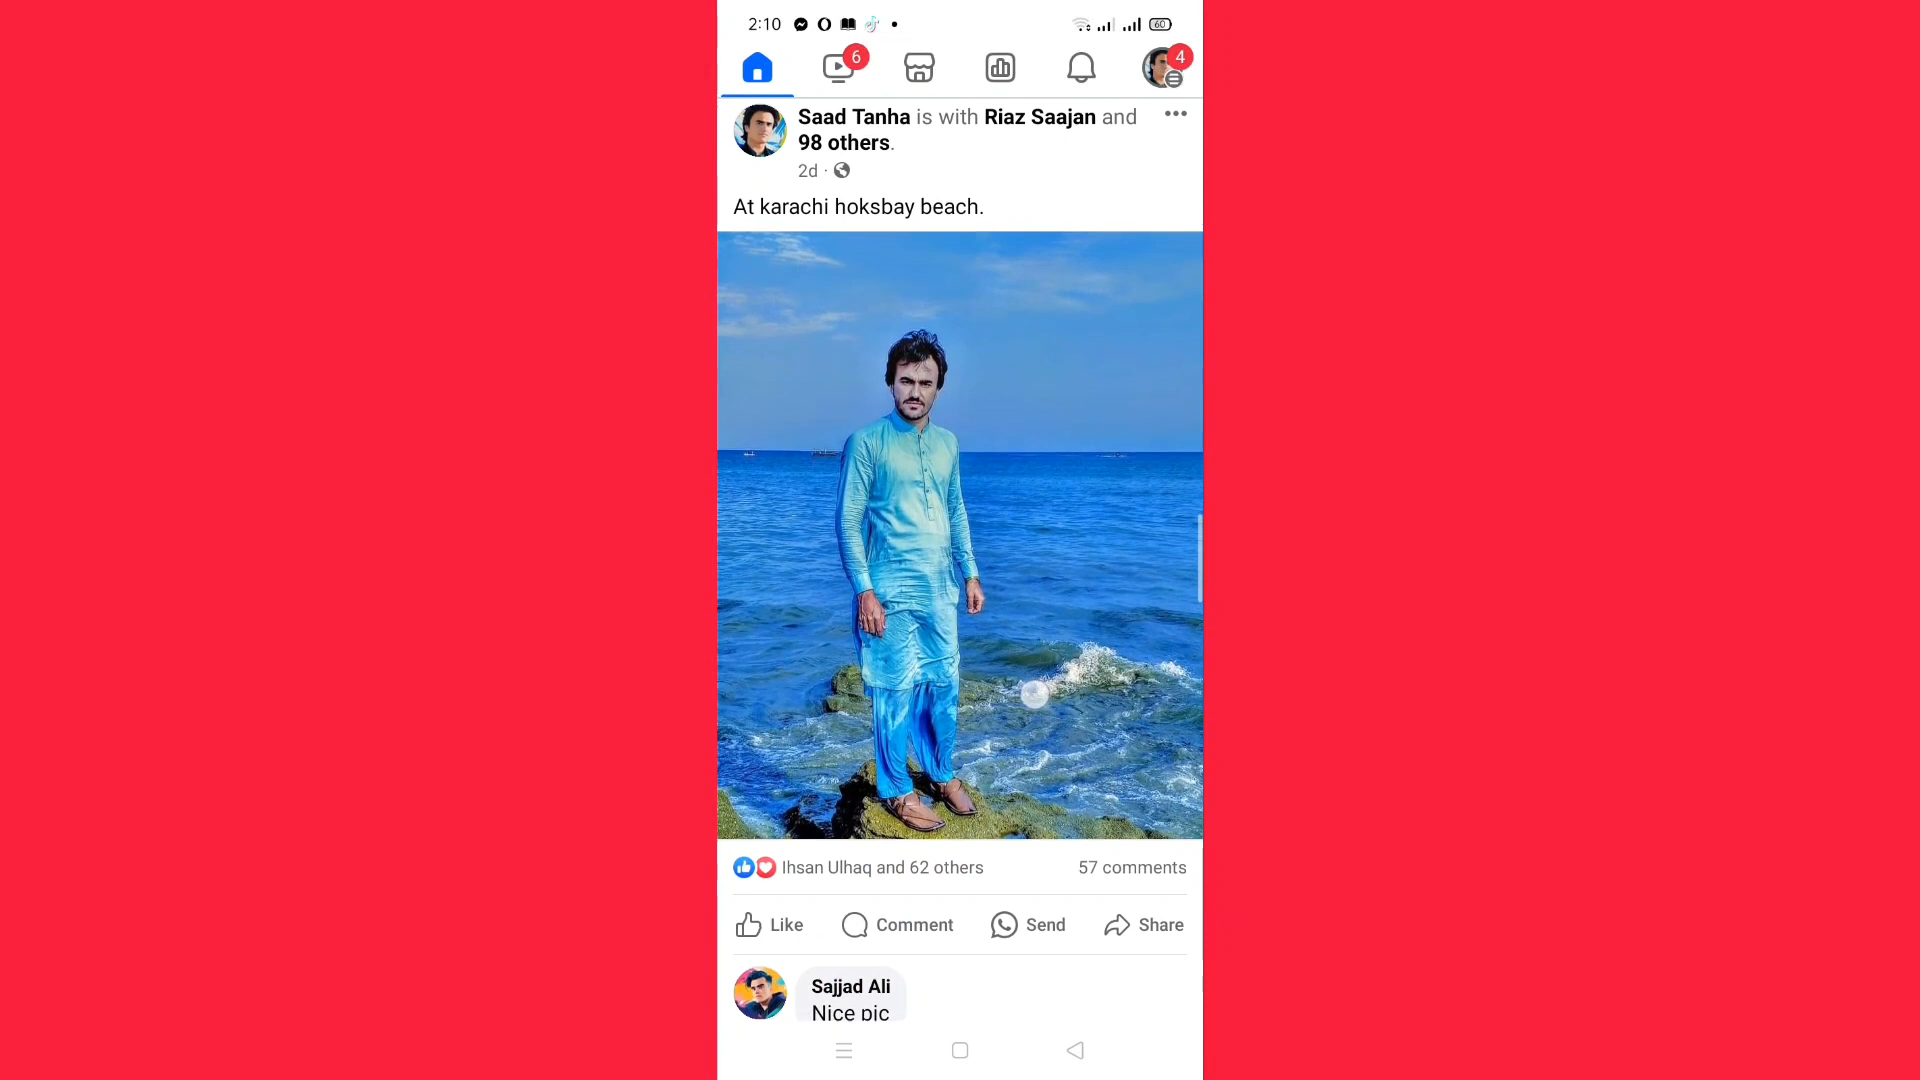 2:10
60
6
4
Saad Tanha is with Riaz Saajan and
98 others.
2d ·
At karachi hoksbay beach.
Ihsan Ulhaq and 62 others
57 comments
Like
Comment
Send
Share
Sajjad Ali
Nice pic